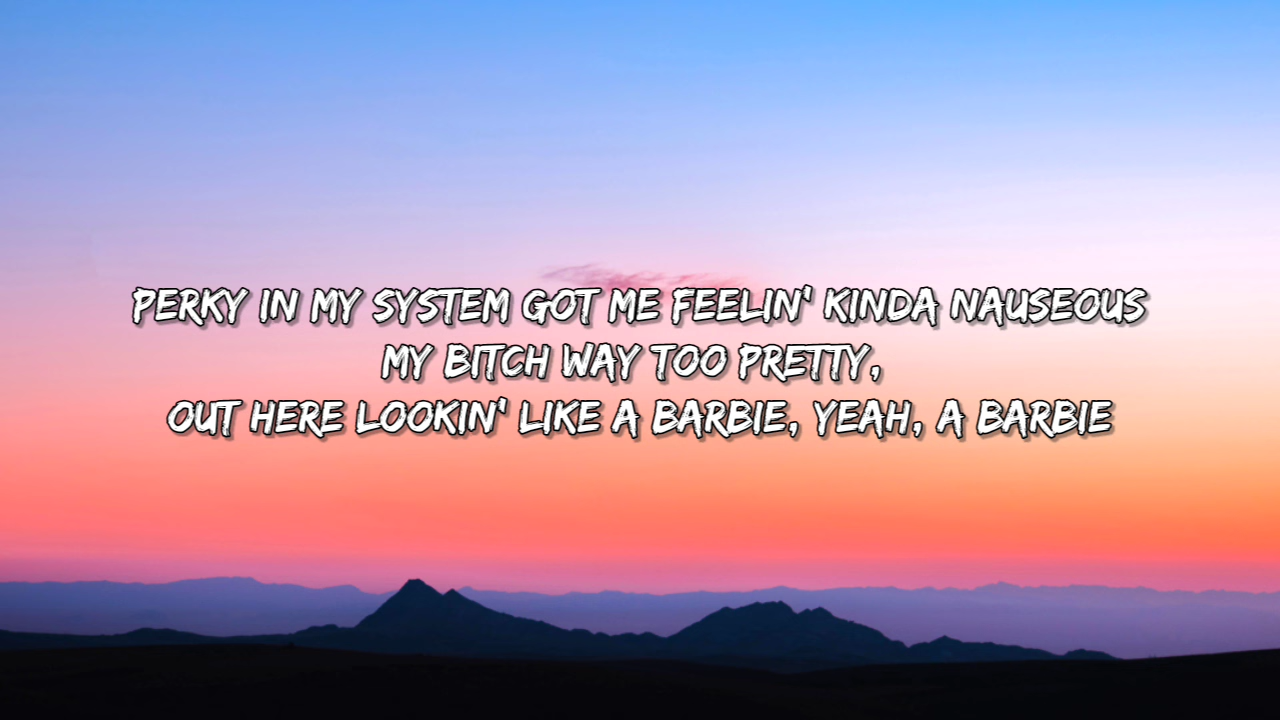 PERKY IN MY SYSTEM GOT ME FEELIN' KINDA NAUSEOUS
MY BITCH WAY TOO PRETTY,
OUT HERE LOOKIN' LIKE A BARBIE, YEAH, A BARBIE